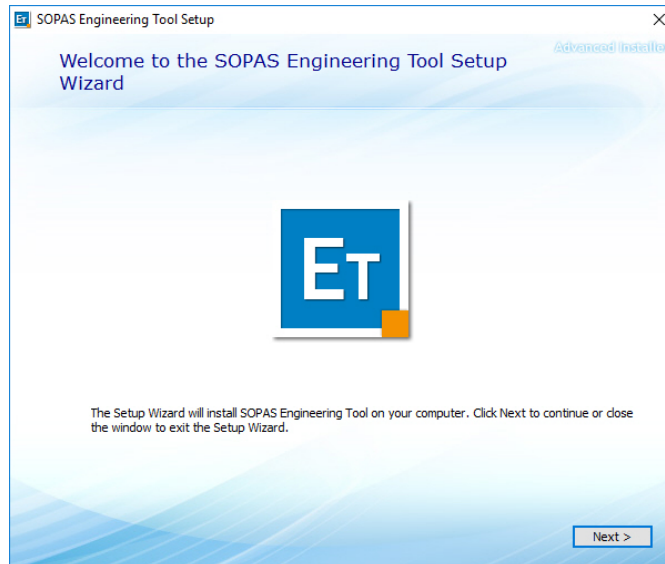 ET SOPAS Engineering Tool Setup
Advanced Installer
Welcome to the SOPAS Engineering Tool Setup
Wizard
ET
The Setup Wizard will install SOPAS Engineering Tool on your computer. Click Next to continue or close
the window to exit the Setup Wizard.
Next >